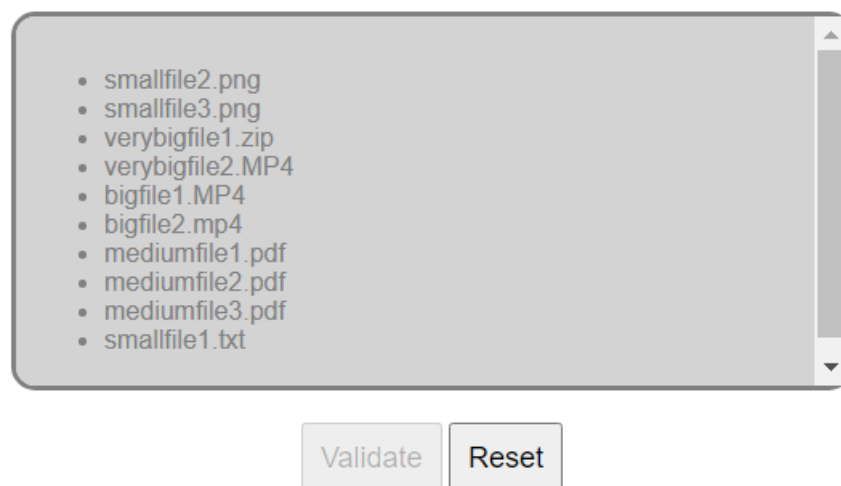 smallfile2.png
smallfile3.png
verybigfile1.zip
verybigfile2.MP4
bigfile1.MP4
bigfile2.mp4
mediumfile1.pdf
mediumfile2.pdf
mediumfile3.pdf
smallfile1.txt
Validate Reset